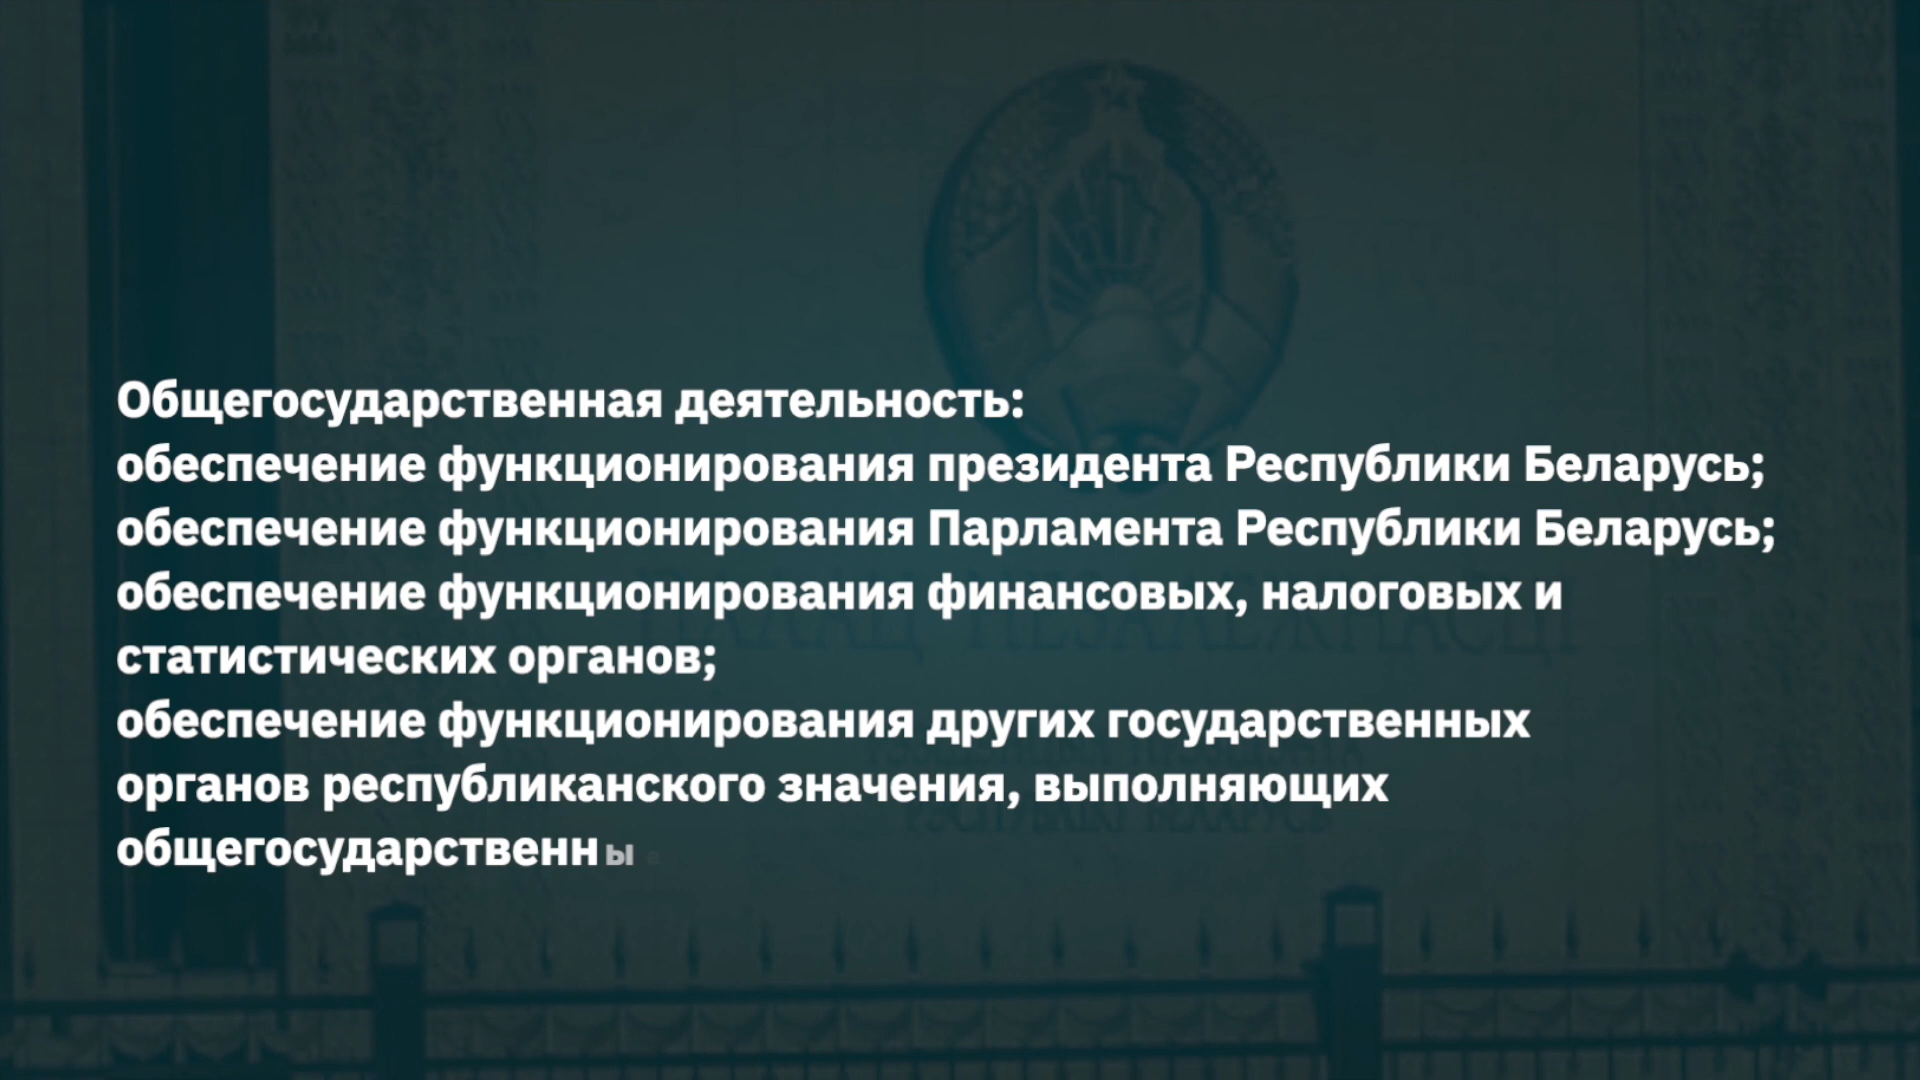 Общегосударственная деятельность:
обеспечение функционирования президента Республики Беларусь;
обеспечение функционирования Парламента Республики Беларусь;
обеспечение функционирования финансовых, налоговых и
статистических органов;
обеспечение функционирования других государственных
органов республиканского значения, выполняющих
общегосударственны